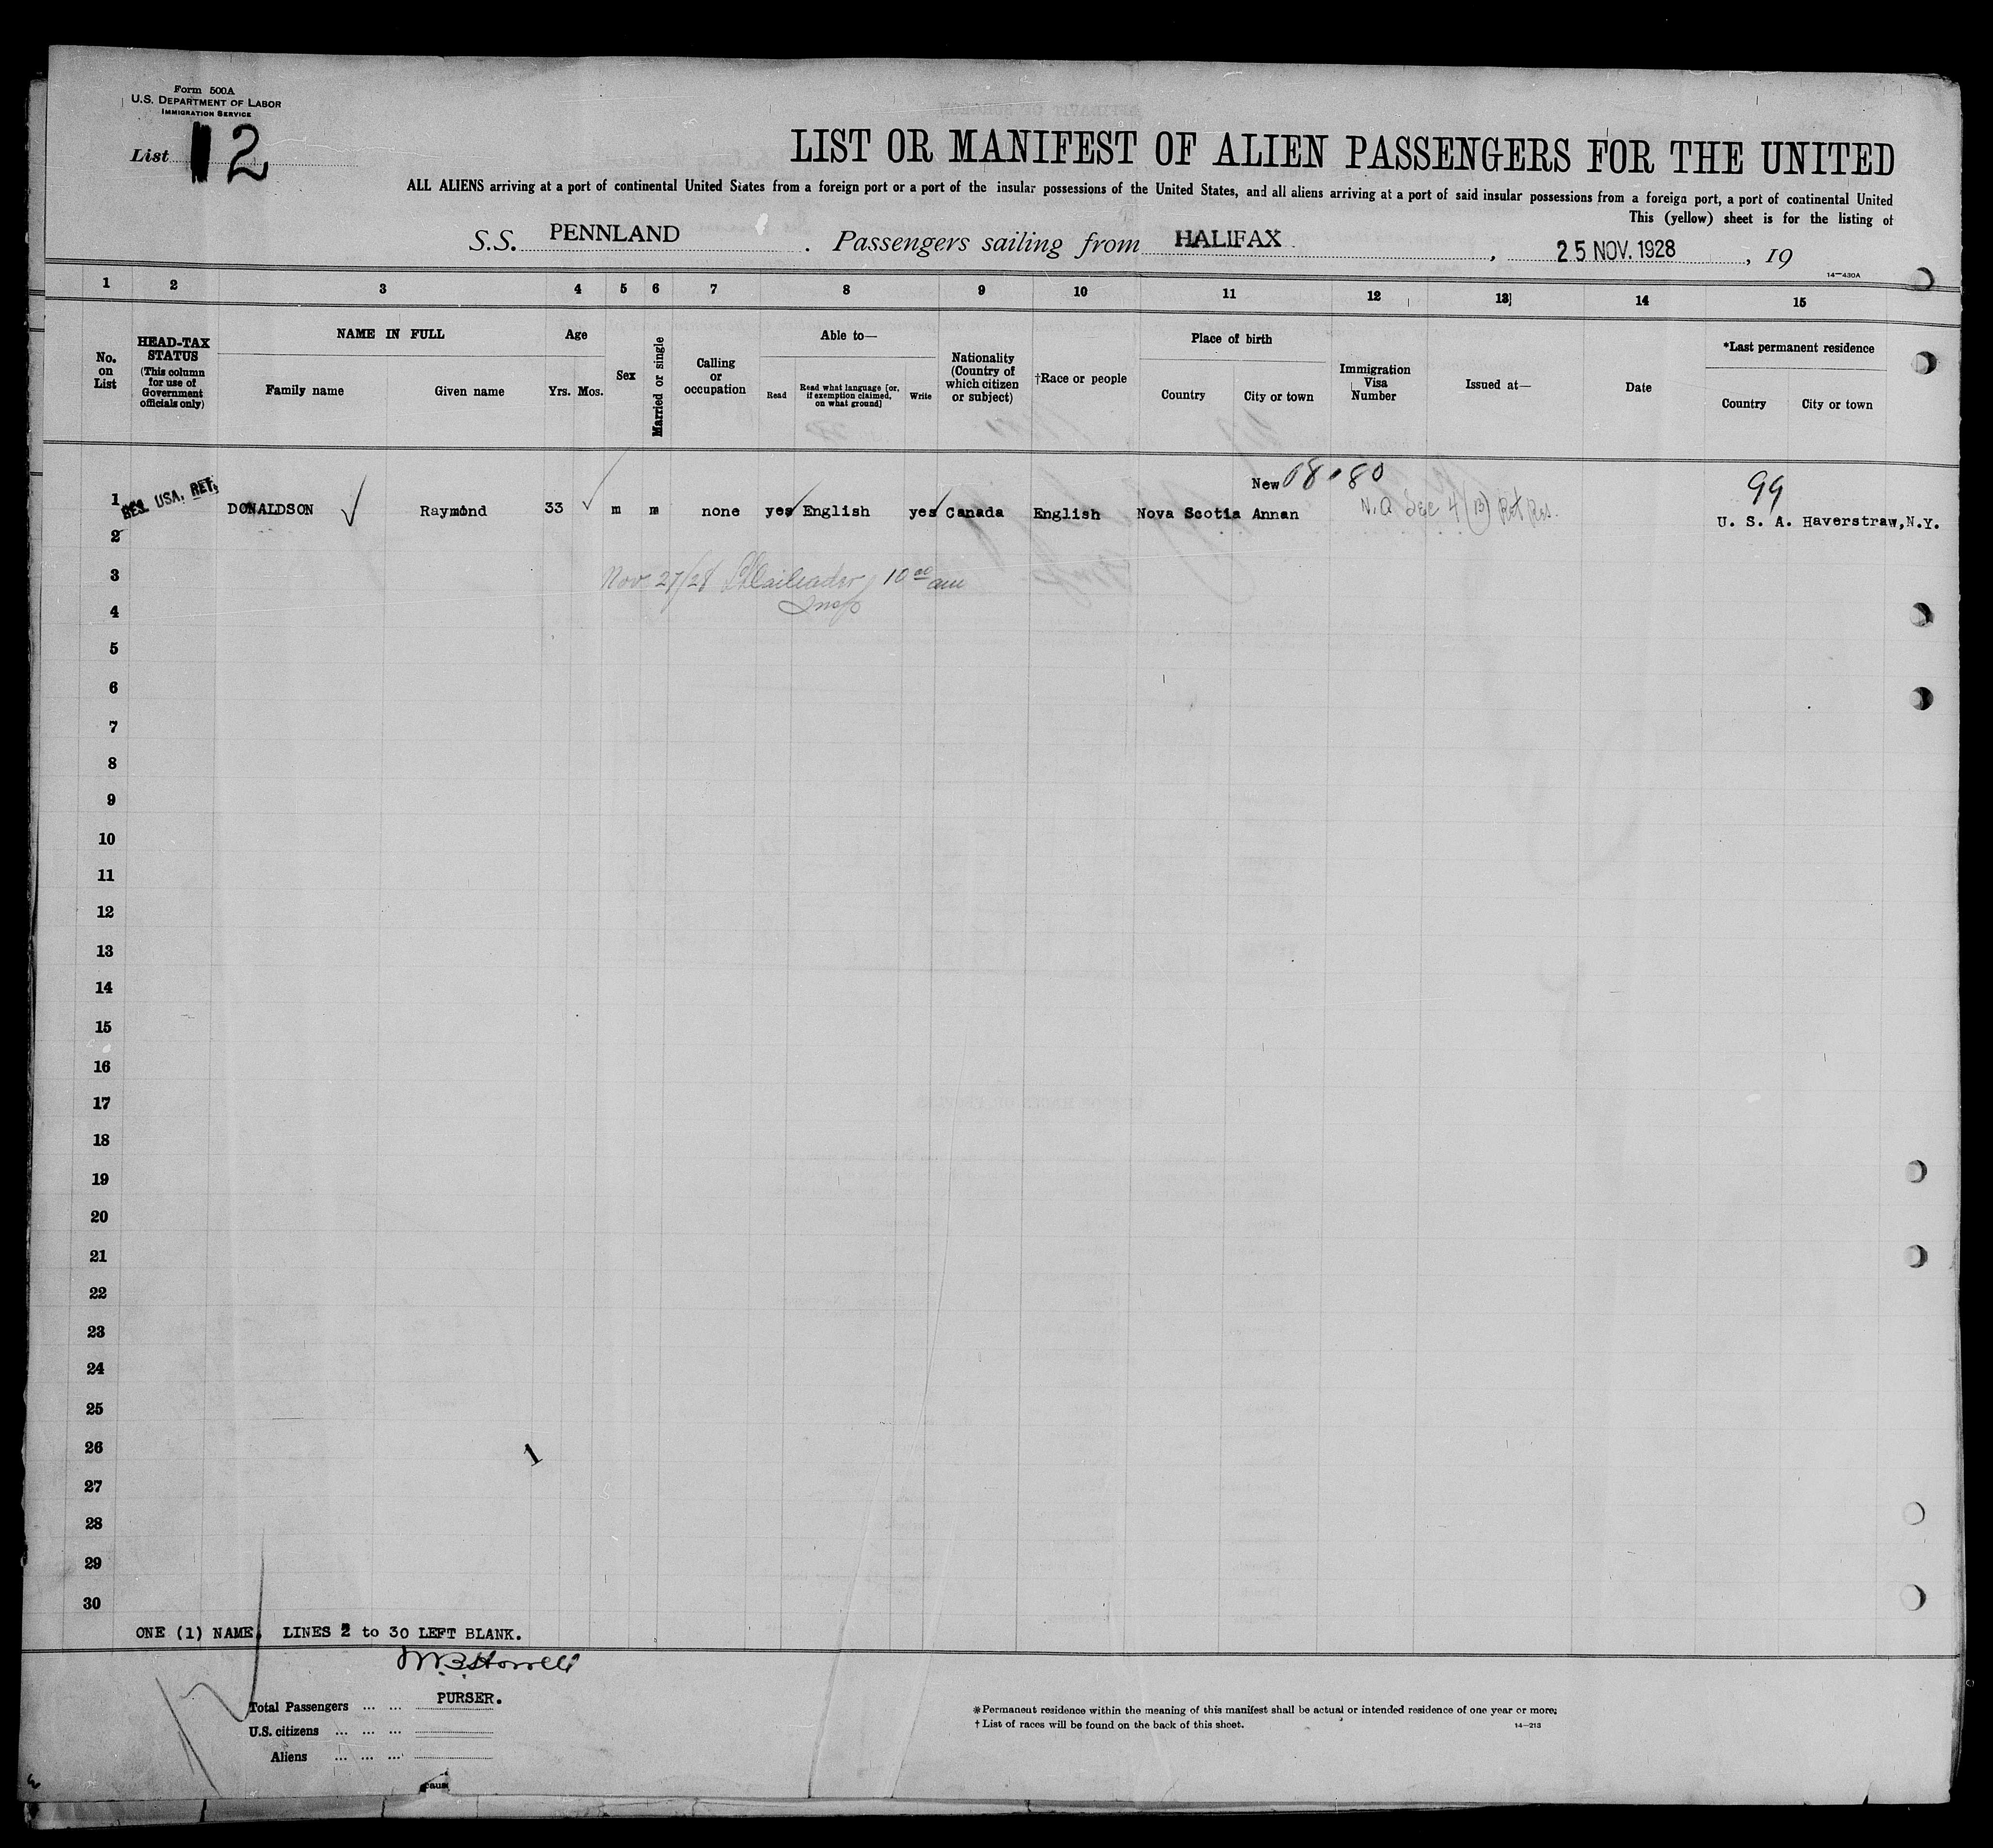 Form 500A
U.S. DEPARTMENT OF LABOR
IMMIGRATION SERVICE
List 12
LIST OR MANIFEST OF ALIEN PASSENGERS FOR THE UNITED
ALL ALIENS arriving at a port of continental United States from a foreign port or a port of the insular possessions of the United States, and all aliens arriving at a port of said insular possessions from a foreign port, a port of continental United
This (yellow) sheet is for the listing of
S.S. PENNLAND . Passengers sailing from HALIFAX , 25 NOV. 1928 , 19
14—430A
1 2 3 4 5 6 7 8 9 10 11 12 13 14 15
No. on List
HEAD-TAX STATUS
(This column for use of Government officials only)
NAME IN FULL
Family name Given name
Age
Yrs. Mos.
Sex
Married or single
Calling or occupation
Able to—
Read Read what language [or, if exemption claimed, on what ground] Write
Nationality (Country of which citizen or subject)
†Race or people
Place of birth
Country City or town
Immigration Visa Number
Issued at—
Date
*Last permanent residence
Country City or town
New 08 80 99
1 USA. RET. DONALDSON Raymond 33 m m none yes English yes Canada English Nova Scotia Annan N.Q Sec 4 (B) U. S. A. Haverstraw, N.Y.
2
3 Nov 27/28 10 00 am
4 Insp
5
6
7
8
9
10
11
12
13
14
15
16
17
18
19
20
21
22
23
24
25
26 1
27
28
29
30
ONE (1) NAME. LINES 2 to 30 LEFT BLANK.
PURSER.
Total Passengers ... ...
U.S. citizens ... ... ...
Aliens ... ... ...
*Permanent residence within the meaning of this manifest shall be actual or intended residence of one year or more.
† List of races will be found on the back of this sheet.
14—213